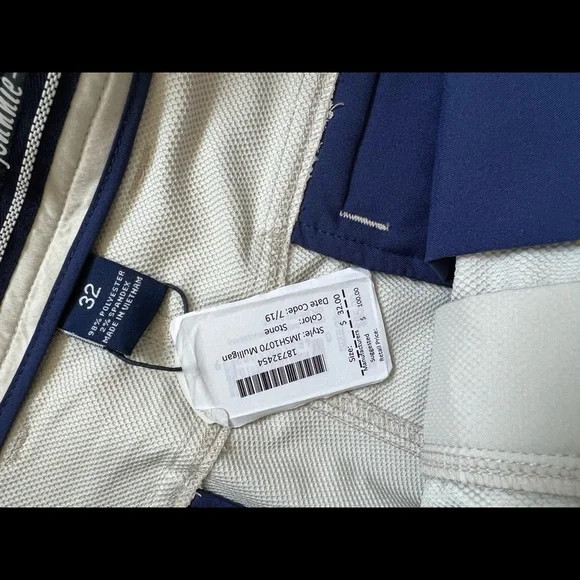 32
98% POLYESTER
2% SPANDEX
MADE IN VIETNAM
18732454
Style: JMSH1070 Mulligan
Color: Stone
Date Code: 7/19
Size: $ 32.00
Manufacturers
Suggested
Retail Price: $ 100.00